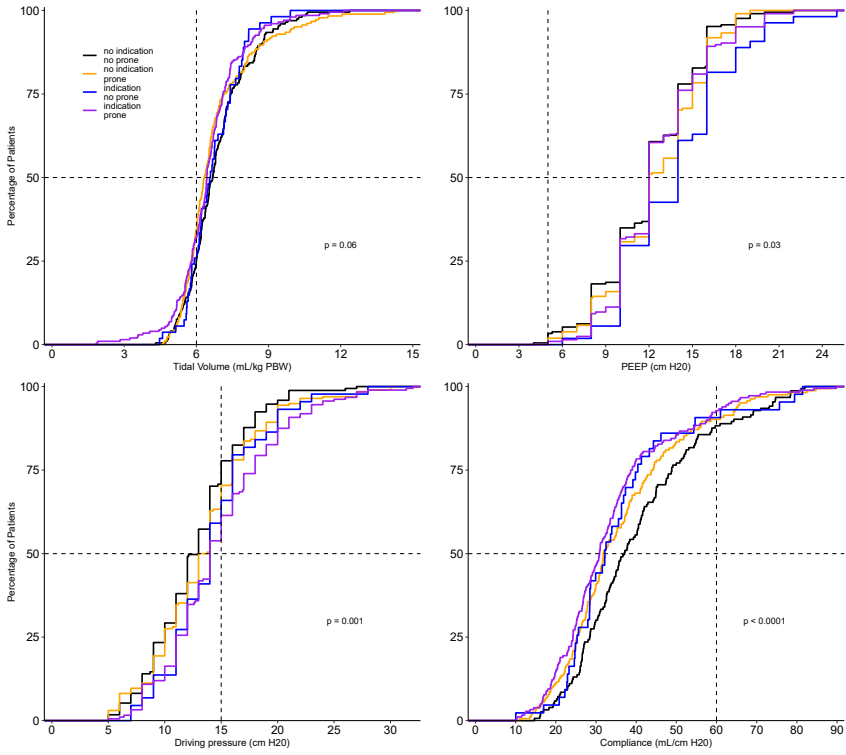 100
75
50
25
0
Percentage of Patients
no indication
no prone
no indication
prone
indication
no prone
indication
prone
p = 0.06
0 3 6 9 12 15
Tidal Volume (mL/kg PBW)
100
75
50
25
0
p = 0.03
0 3 6 9 12 15 18 21 24
PEEP (cm H20)
100
75
50
25
0
Percentage of Patients
p = 0.001
0 5 10 15 20 25 30
Driving pressure (cm H20)
100
75
50
25
0
p < 0.0001
0 10 20 30 40 50 60 70 80 90
Compliance (mL/cm H20)